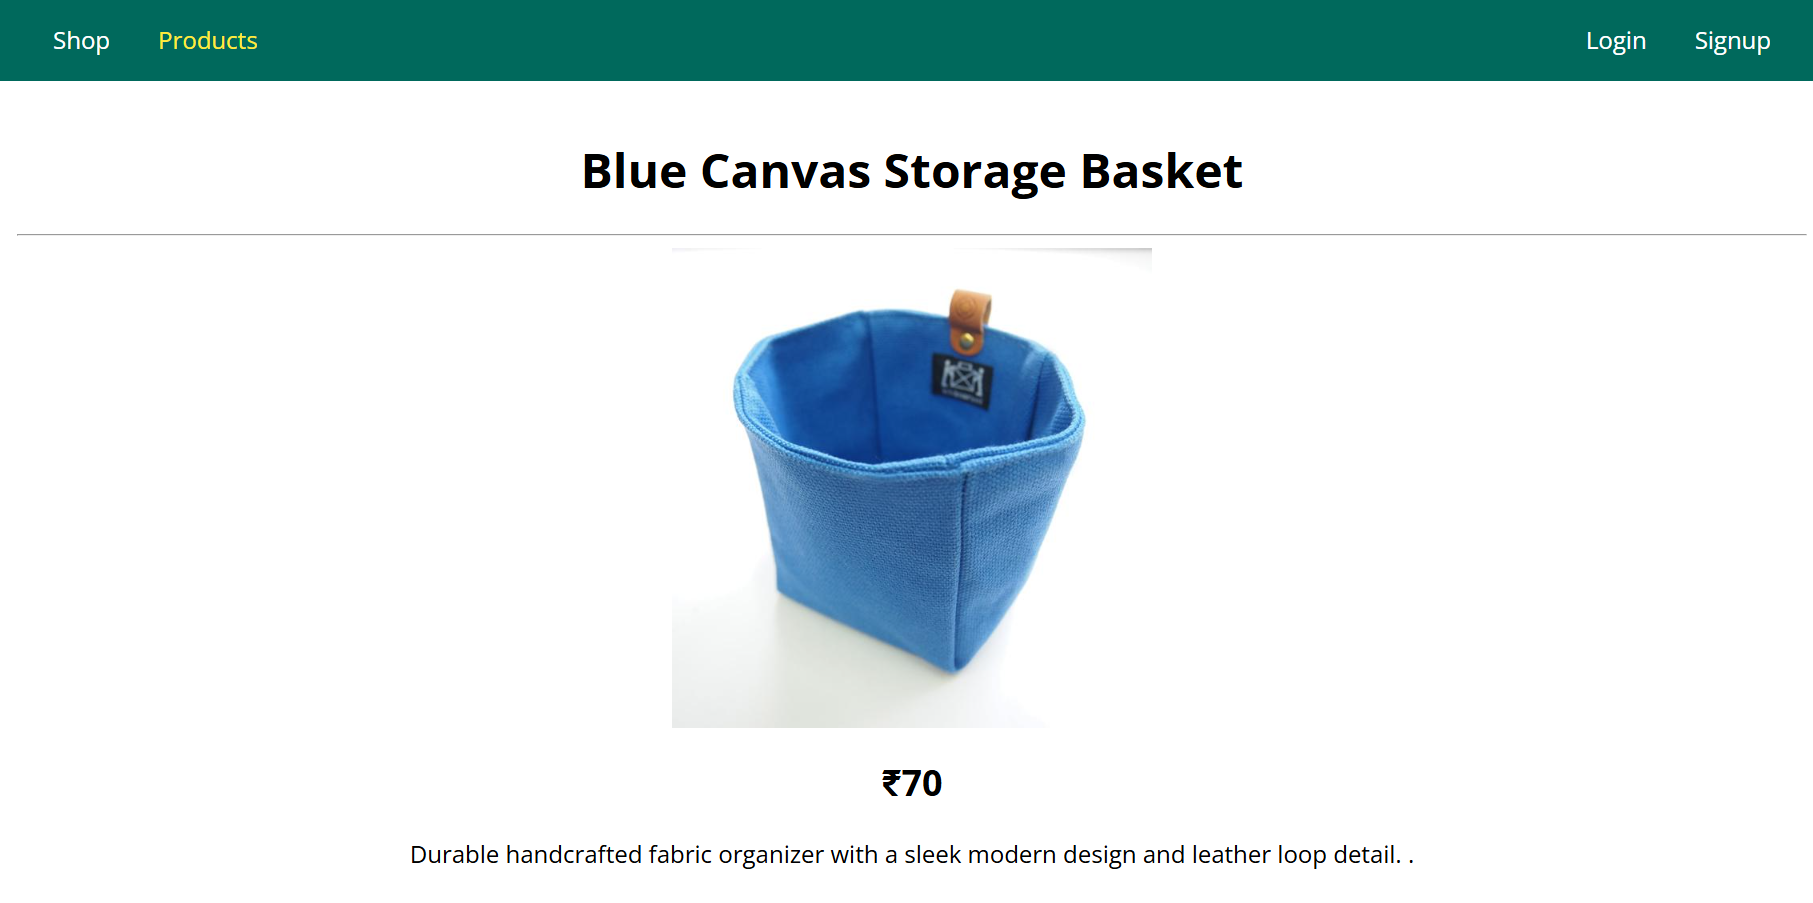 Shop Products Login Signup
Blue Canvas Storage Basket
₹70
Durable handcrafted fabric organizer with a sleek modern design and leather loop detail. .